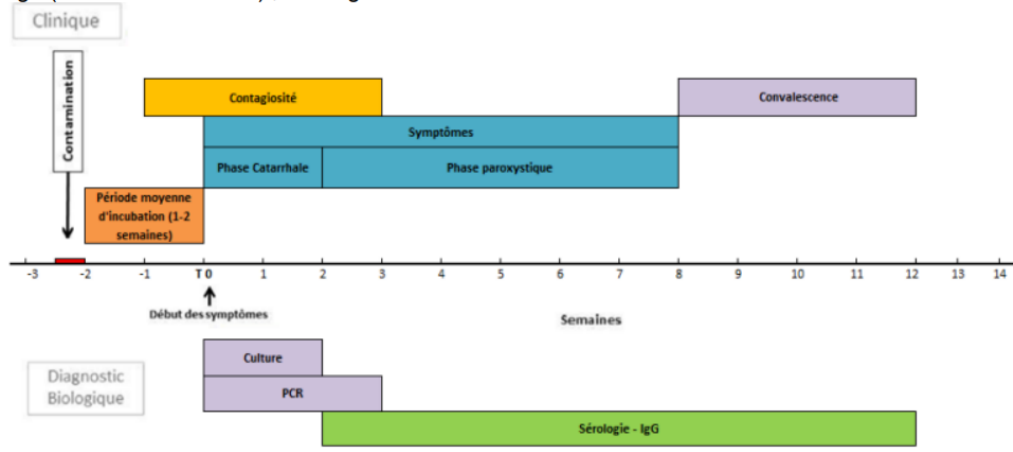 Clinique
Contamination
Contagiosité
Convalescence
Symptômes
Phase Catarrhale
Phase paroxystique
Période moyenne
d'incubation (1-2
semaines)
-3 -2 -1 T 0 1 2 3 4 5 6 7 8 9 10 11 12 13 14
Début des symptômes
Semaines
Diagnostic
Biologique
Culture
PCR
Sérologie - IgG